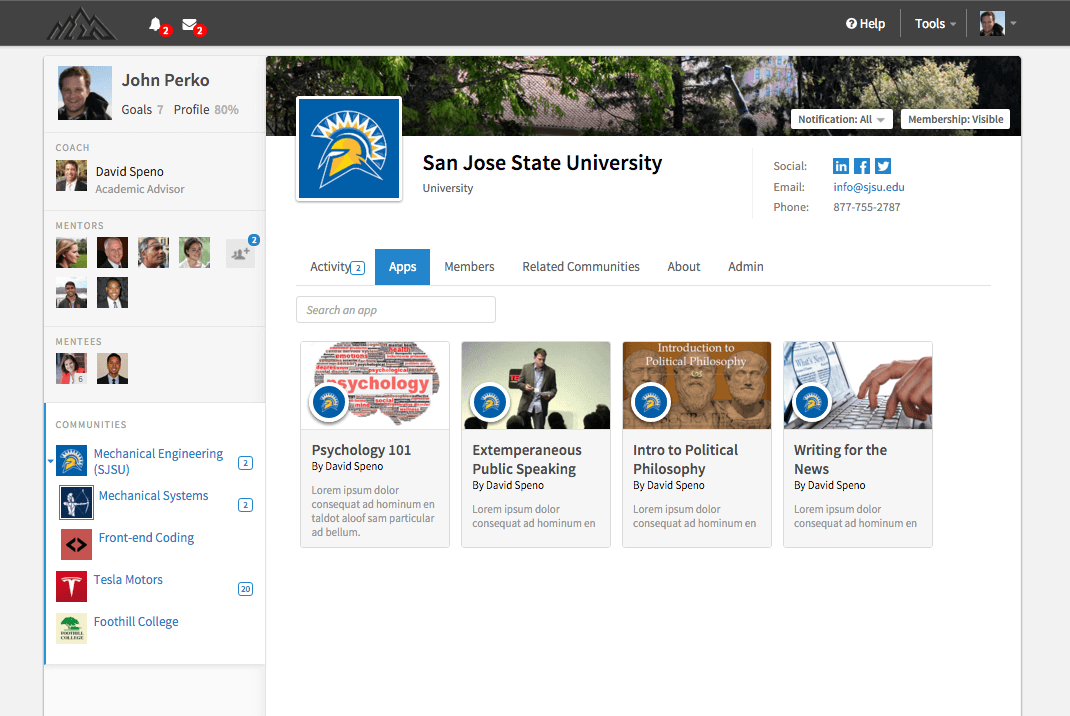 2
2
Help
Tools
John Perko
Goals 7 Profile 80%
COACH
David Speno
Academic Advisor
MENTORS
2
MENTEES
6
COMMUNITIES
Mechanical Engineering
(SJSU)
2
Mechanical Systems
2
Front-end Coding
Tesla Motors
20
Foothill College
FOOTHILL
COLLEGE
Notification: All
Membership: Visible
San Jose State University
University
Social:
Email: info@sjsu.edu
Phone: 877-755-2787
Activity 2
Apps
Members
Related Communities
About
Admin
Search an app
psychology
Psychology 101
By David Speno
Lorem ipsum dolor
consequat ad hominum en
taldot aloof sam particular
ad bellum.
Extemperaneous
Public Speaking
By David Speno
Lorem ipsum dolor
consequat ad hominum en
Introduction to
Political Philosophy
Intro to Political
Philosophy
By David Speno
Lorem ipsum dolor
consequat ad hominum en
What's New
Writing for the
News
By David Speno
Lorem ipsum dolor
consequat ad hominum en